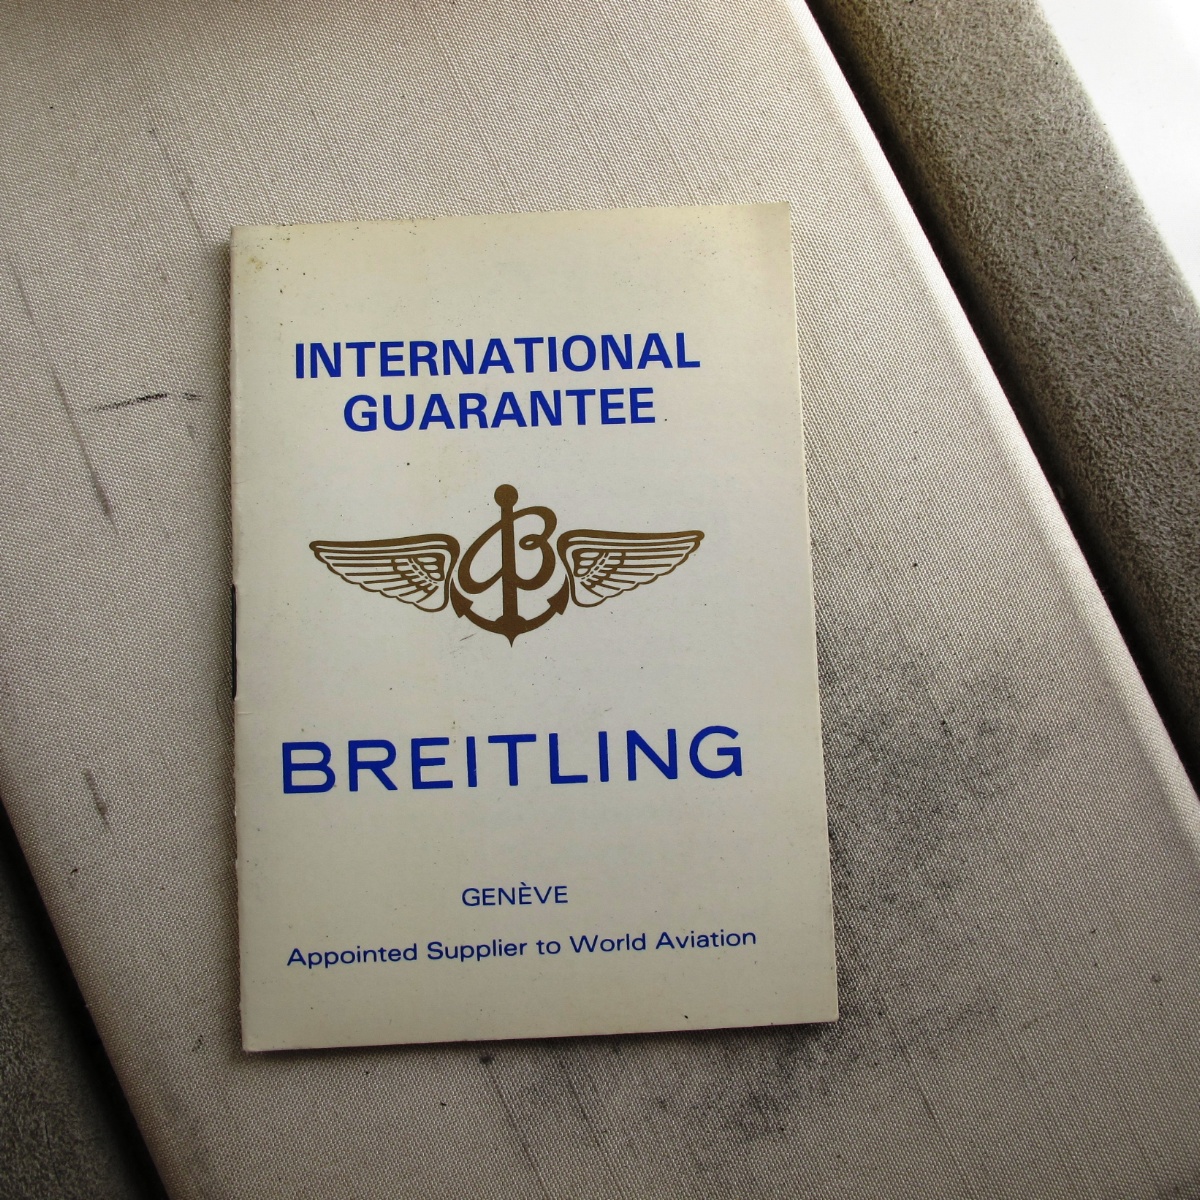 INTERNATIONAL
GUARANTEE
B
BREITLING
GENÈVE
Appointed Supplier to World Aviation